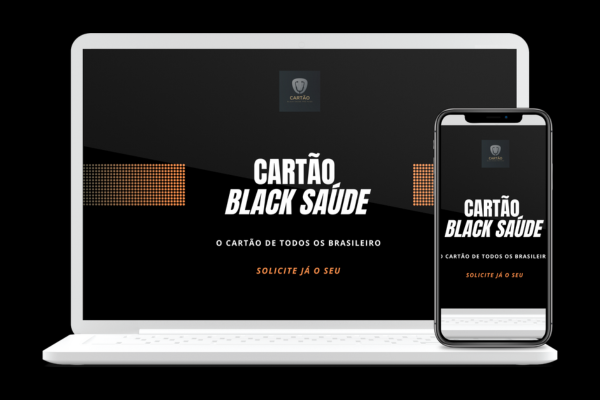 CARTÃO
CARTÃO
BLACK SAÚDE
O CARTÃO DE TODOS OS BRASILEIRO
SOLICITE JÁ O SEU
CARTÃO
CARTÃO
BLACK SAÚDE
O CARTÃO DE TODOS OS BRASILEIR
SOLICITE JÁ O SEU